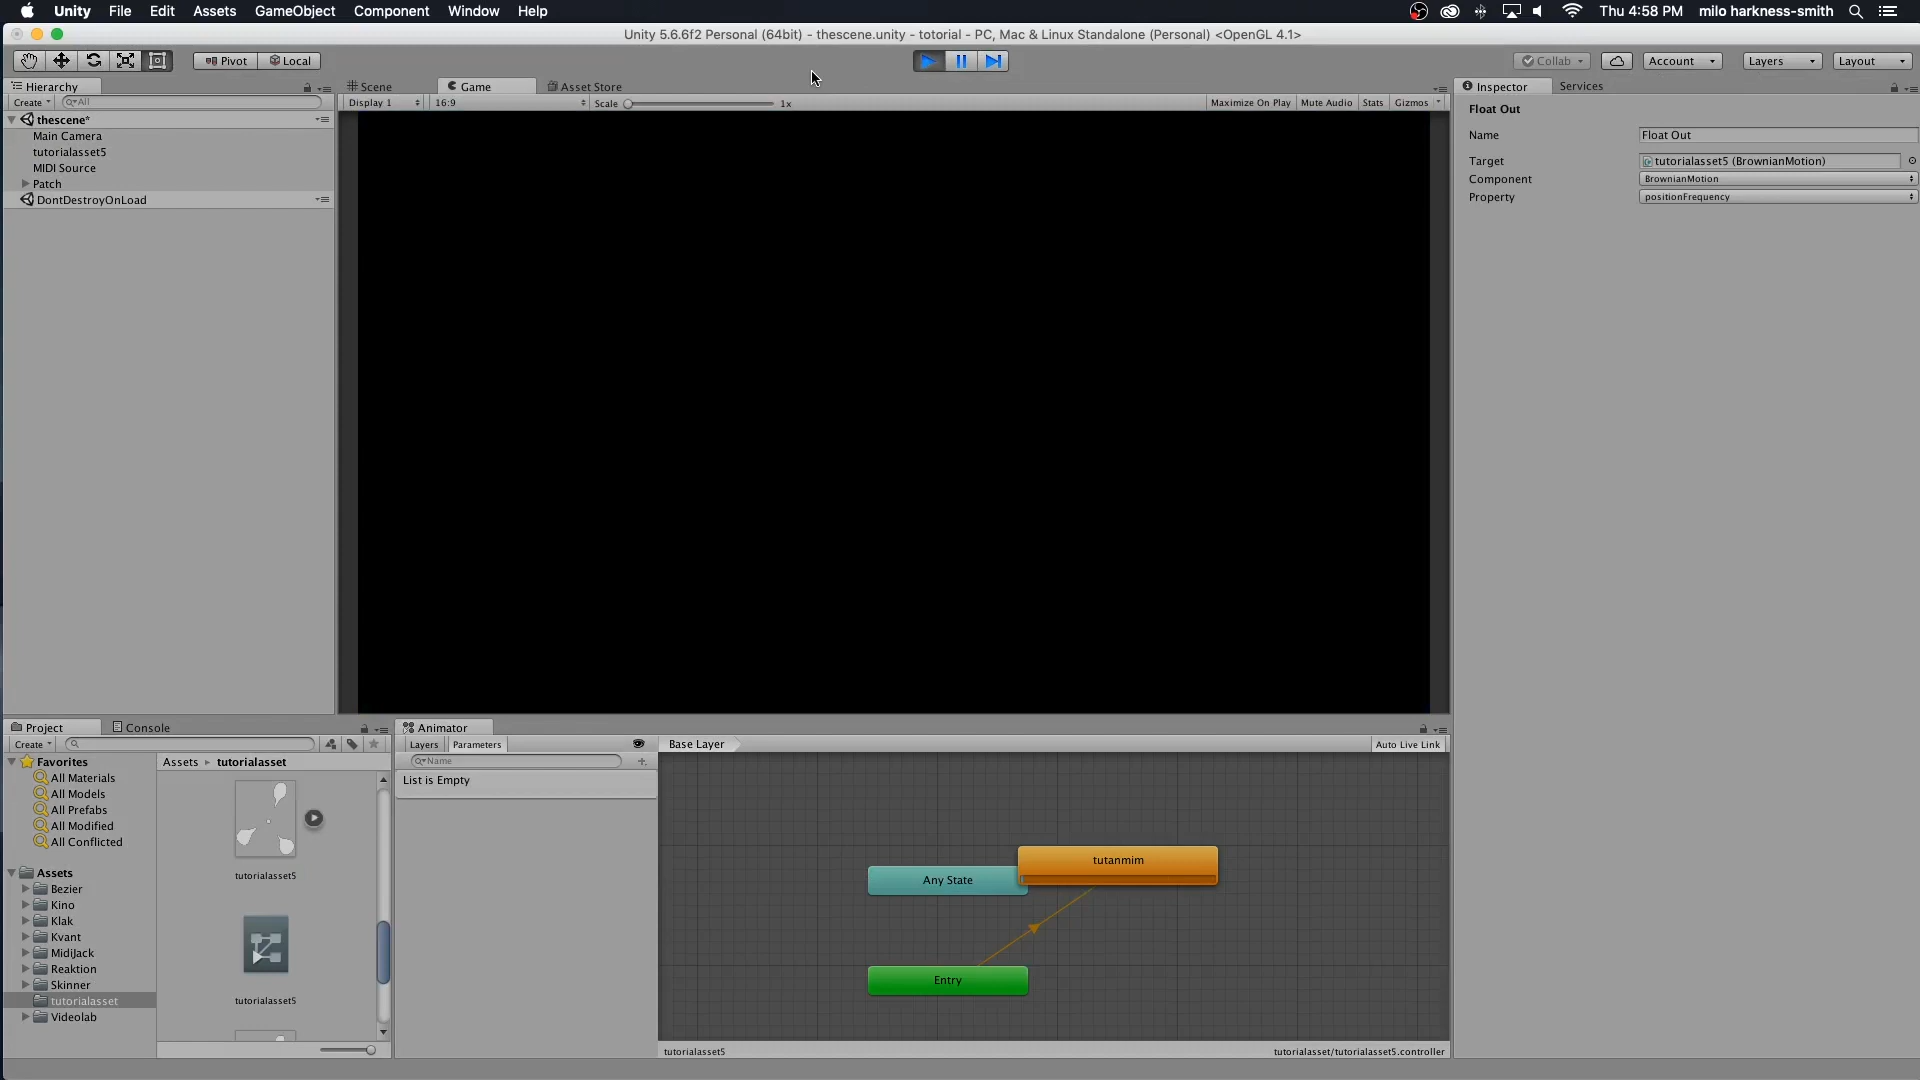 Unity File Edit Assets GameObject Component Window Help Thu 4:58 PM milo harkness-smith
Unity 5.6.6f2 Personal (64bit) - thescene.unity - totorial - PC, Mac & Linux Standalone (Personal) <OpenGL 4.1>
Pivot Local Collab Account Layers Layout
Hierarchy
Create All
thescene*
Main Camera
tutorialasset5
MIDI Source
Patch
DontDestroyOnLoad
Scene Game Asset Store
Display 1 16:9 Scale 1x Maximize On Play Mute Audio Stats Gizmos
Inspector Services
Float Out
Name Float Out
Target tutorialasset5 (BrownianMotion)
Component BrownianMotion
Property positionFrequency
Project Console
Create
Favorites
All Materials
All Models
All Prefabs
All Modified
All Conflicted
Assets
Bezier
Kino
Klak
Kvant
MidiJack
Reaktion
Skinner
tutorialasset
Videolab
Assets tutorialasset
tutorialasset5
tutorialasset5
Animator
Layers Parameters
Name
List is Empty
Base Layer Auto Live Link
tutanmim
Any State
Entry
tutorialasset5 tutorialasset/tutorialasset5.controller